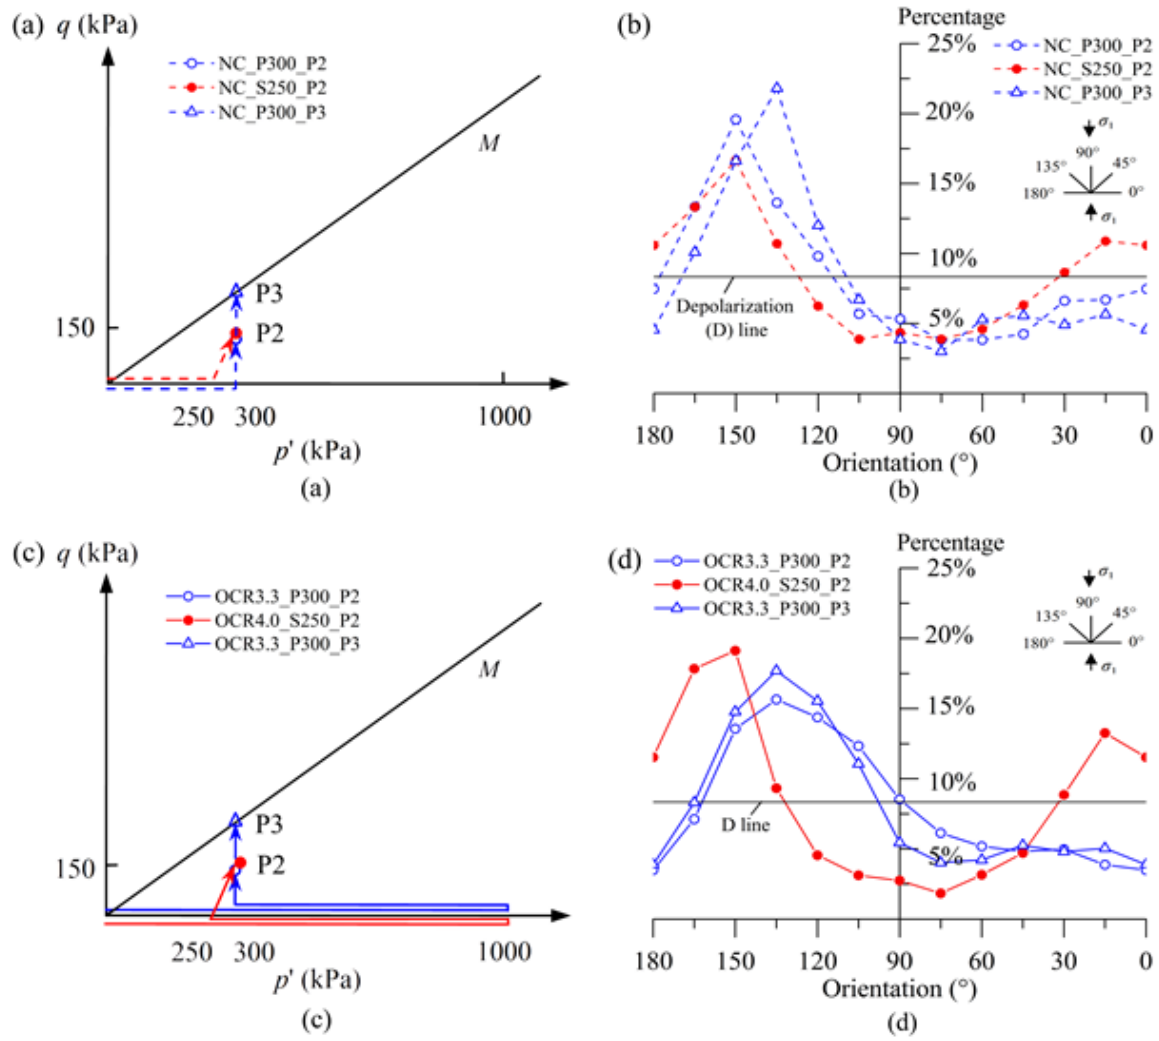 (a) q (kPa)
NC_P300_P2
NC_S250_P2
NC_P300_P3
M
P3
P2
150
250 300 1000
p' (kPa)
(a)
(b)
Percentage
25%
20%
15%
10%
5%
NC_P300_P2
NC_S250_P2
NC_P300_P3
σ₁
90°
135° 45°
180° 0°
σ₁
Depolarization
(D) line
180 150 120 90 60 30 0
Orientation (°)
(b)
(c) q (kPa)
OCR3.3_P300_P2
OCR4.0_S250_P2
OCR3.3_P300_P3
M
P3
P2
150
250 300 1000
p' (kPa)
(c)
(d)
Percentage
25%
20%
15%
10%
5%
OCR3.3_P300_P2
OCR4.0_S250_P2
OCR3.3_P300_P3
σ₁
90°
135° 45°
180° 0°
σ₁
D line
180 150 120 90 60 30 0
Orientation (°)
(d)